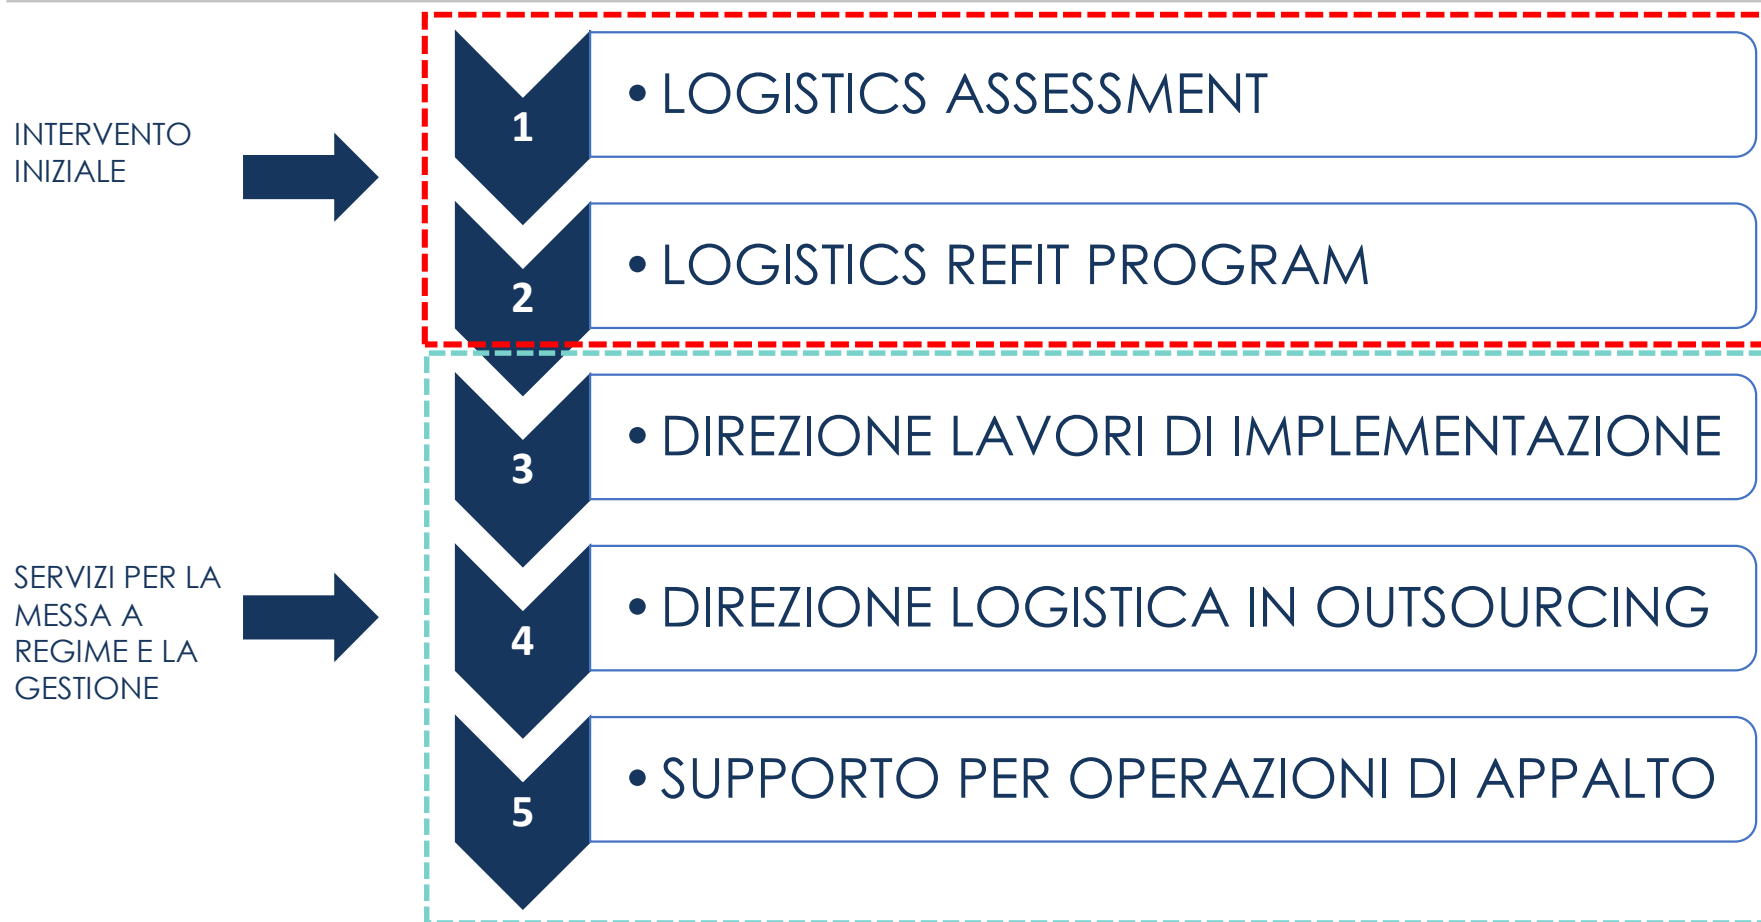 INTERVENTO
INIZIALE
1
• LOGISTICS ASSESSMENT
2
• LOGISTICS REFIT PROGRAM
3
• DIREZIONE LAVORI DI IMPLEMENTAZIONE
SERVIZI PER LA
MESSA A
REGIME E LA
GESTIONE
4
• DIREZIONE LOGISTICA IN OUTSOURCING
5
• SUPPORTO PER OPERAZIONI DI APPALTO